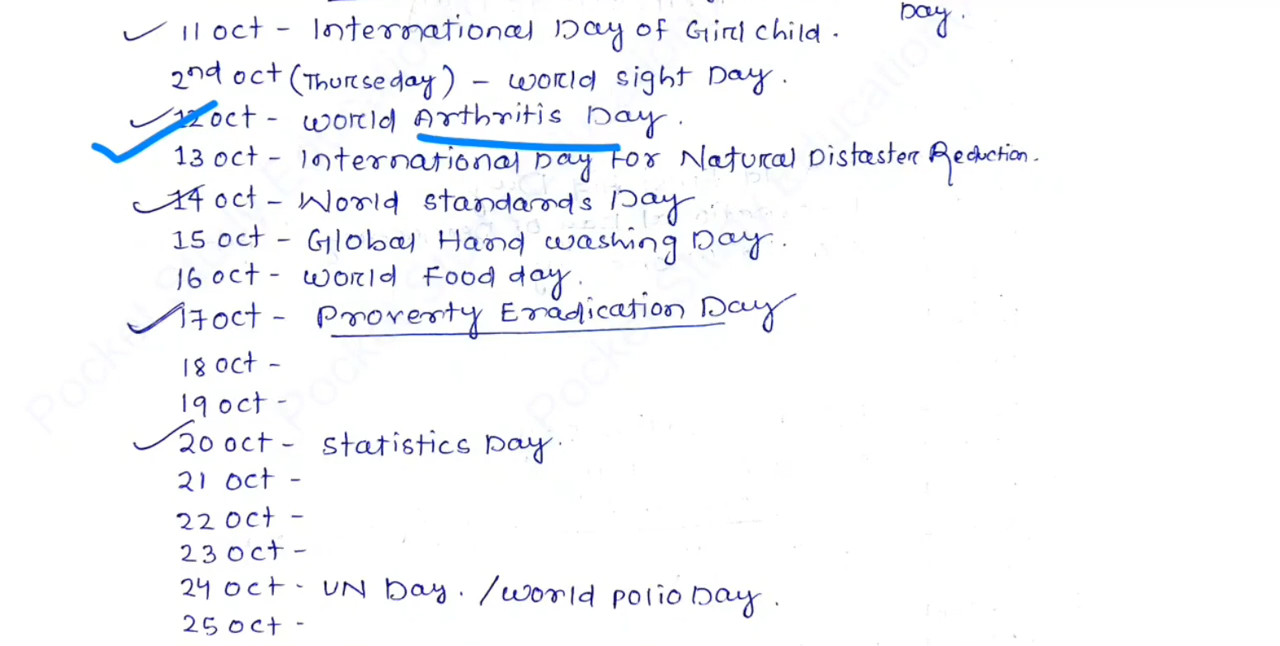 Day.
11 oct - International Day of Girl child.
2nd oct (Thurseday) - world sight Day.
12 oct - world Arthritis Day.
13 oct - International Day For Natural Distaster Reduction.
14 oct - World standards Day.
15 oct - Global Hand washing Day.
16 oct - world Food day.
17 oct - Proverty Eradication Day
18 oct -
19 oct -
20 oct - statistics Day.
21 oct -
22 oct -
23 oct -
24 oct - UN Day. / world polio Day.
25 oct -